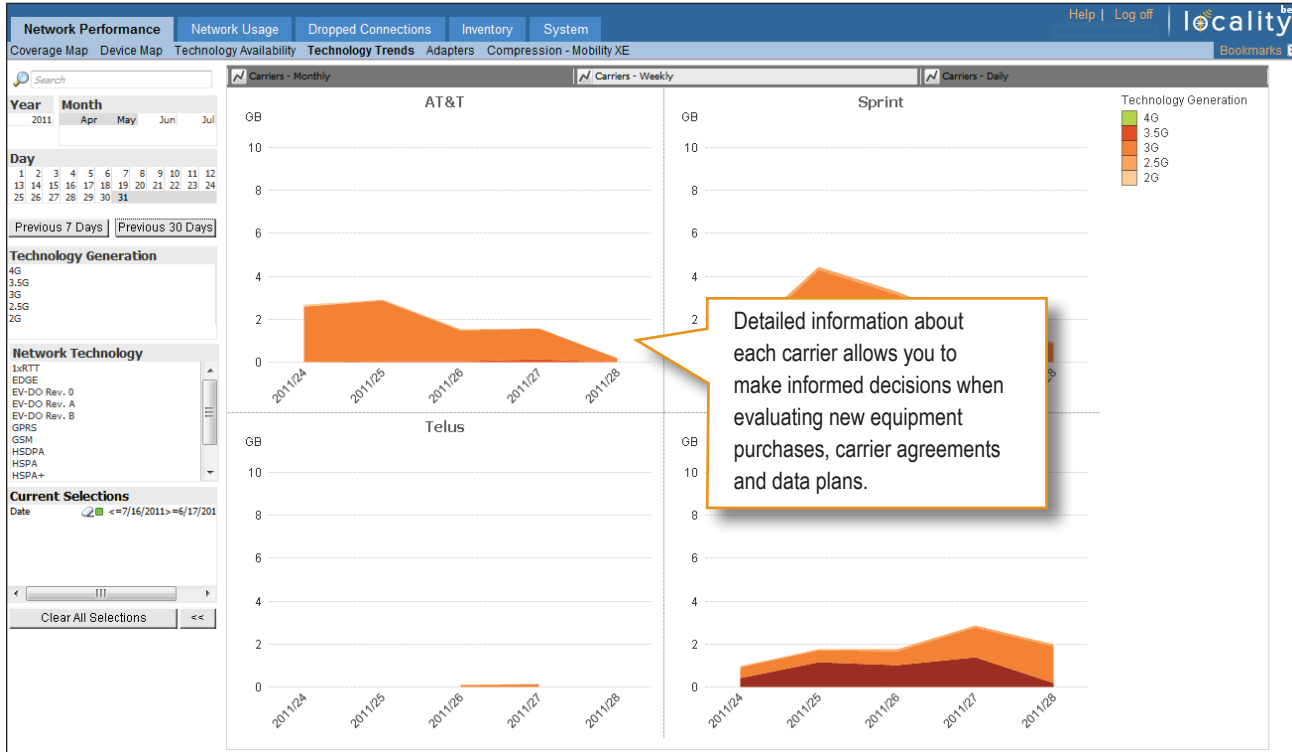 Help | Log off
locality
be
Network Performance Network Usage Dropped Connections Inventory System
Coverage Map Device Map Technology Availability Technology Trends Adapters Compression - Mobility XE
Bookmarks
Search
Carriers - Monthly Carriers - Weekly Carriers - Daily
Year Month
2011 Apr May Jun Jul
Day
1 2 3 4 5 6 7 8 9 10 11 12
13 14 15 16 17 18 19 20 21 22 23 24
25 26 27 28 29 30 31
Previous 7 Days Previous 30 Days
Technology Generation
4G
3.5G
3G
2.5G
2G
Network Technology
1xRTT
EDGE
EV-DO Rev. 0
EV-DO Rev. A
EV-DO Rev. B
GPRS
GSM
HSDPA
HSPA
HSPA+
Current Selections
Date <=7/16/2011>=6/17/201
Clear All Selections <<
AT&T
GB
10
8
6
4
2
0
2011/24 2011/25 2011/26 2011/27 2011/28
Sprint
GB
10
8
6
4
2
Technology Generation
4G
3.5G
3G
2.5G
2G
Detailed information about
each carrier allows you to
make informed decisions when
evaluating new equipment
purchases, carrier agreements
and data plans.
Telus
GB
10
8
6
4
2
0
2011/24 2011/25 2011/26 2011/27 2011/28
GB
10
8
6
4
2
0
2011/24 2011/25 2011/26 2011/27 2011/28